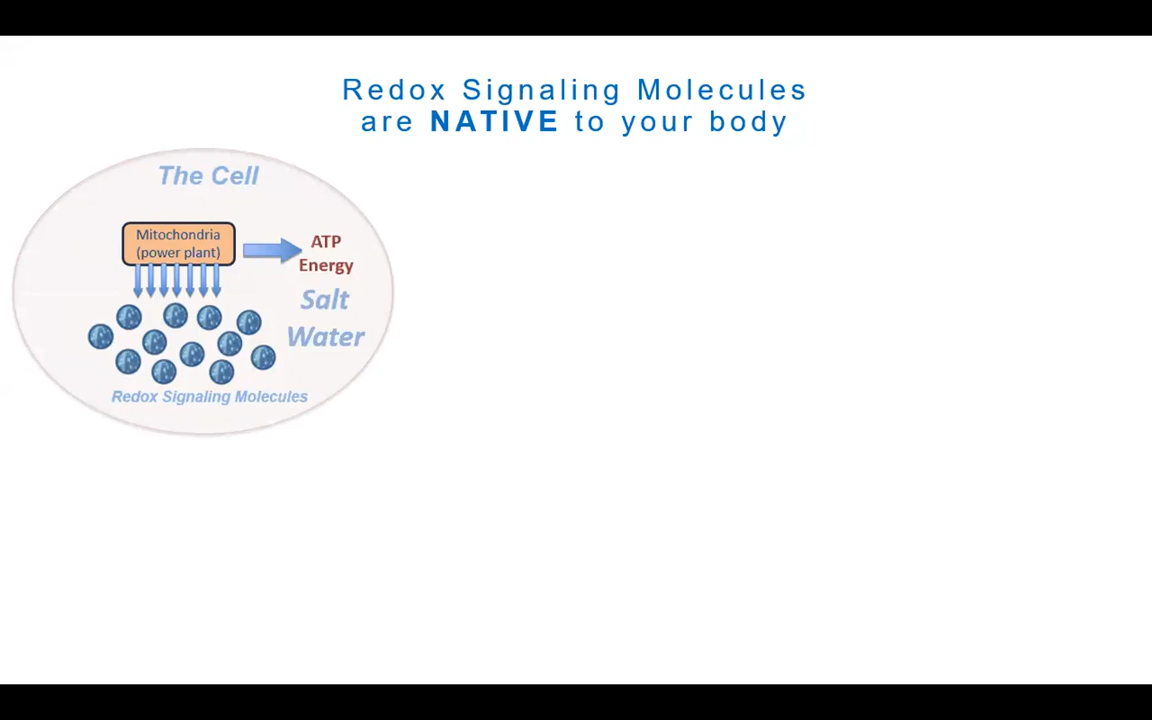 Redox Signaling Molecules
are NATIVE to your body
The Cell
Mitochondria
(power plant)
ATP
Energy
Salt
Water
Redox Signaling Molecules